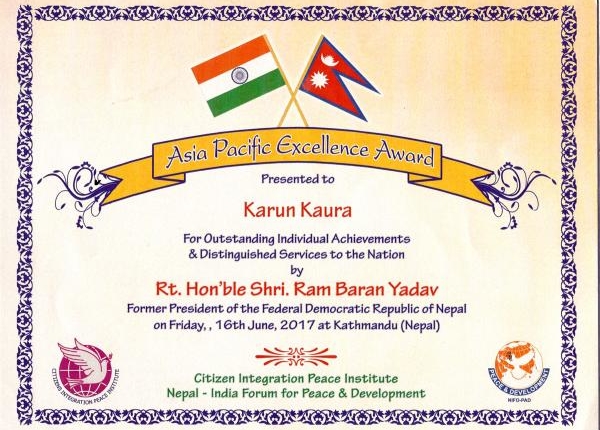 Asia Pacific Excellence Award
Presented to
Karun Kaura
For Outstanding Individual Achievements
& Distinguished Services to the Nation
by
Rt. Hon'ble Shri. Ram Baran Yadav
Former President of the Federal Democratic Republic of Nepal
on Friday, , 16th June, 2017 at Kathmandu (Nepal)
Citizen Integration Peace Institute
Nepal - India Forum for Peace & Development
CITIZENS INTEGRATION PEACE INSTITUTE
PEACE & DEVELOPMENT
NIFO-PAD